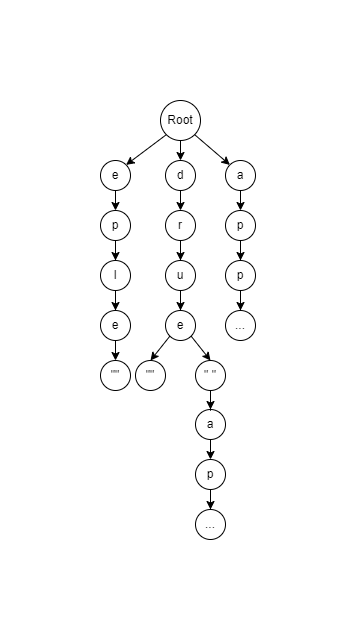 Root
e d a
p r p
l u p
e e ...
"" "" " "
a
p
...